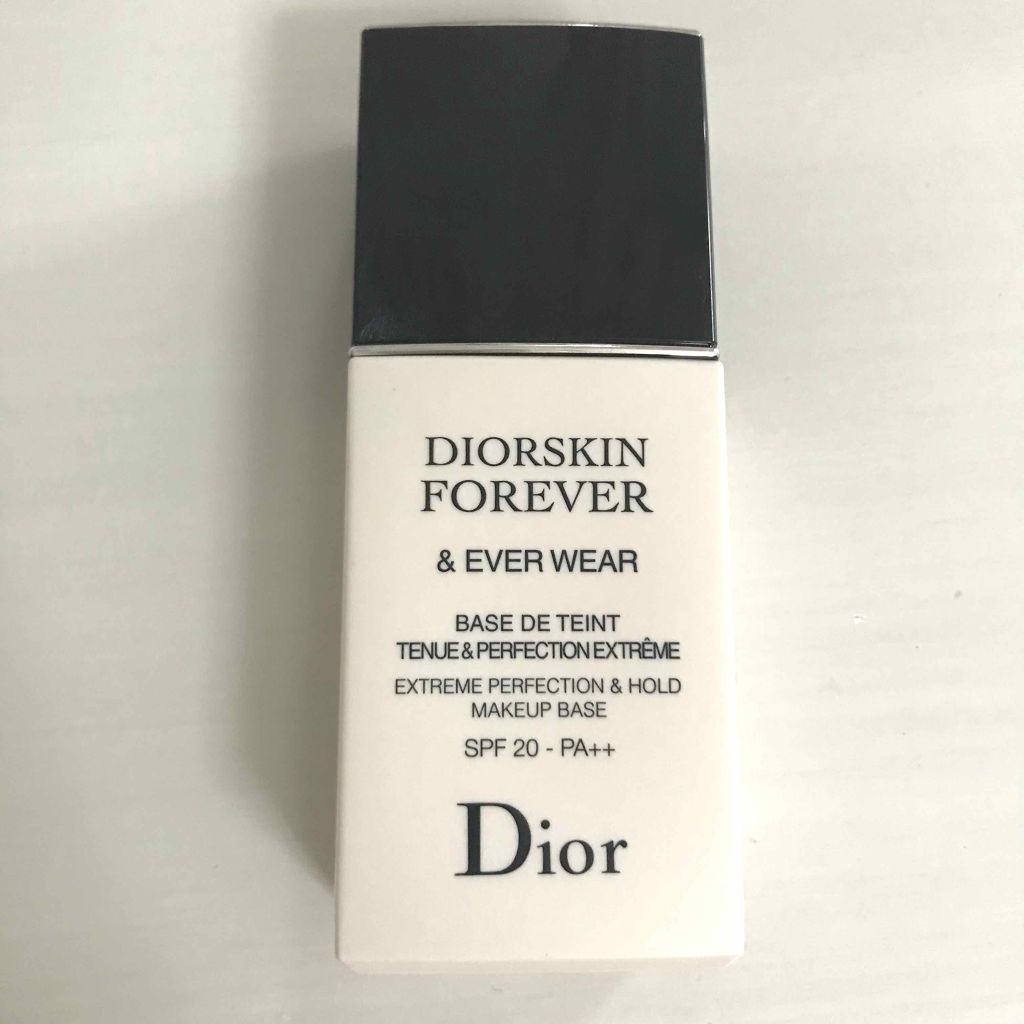 DIORSKIN
FOREVER
& EVER WEAR
BASE DE TEINT
TENUE & PERFECTION EXTRÊME
EXTREME PERFECTION & HOLD
MAKEUP BASE
SPF 20 - PA++
Dior